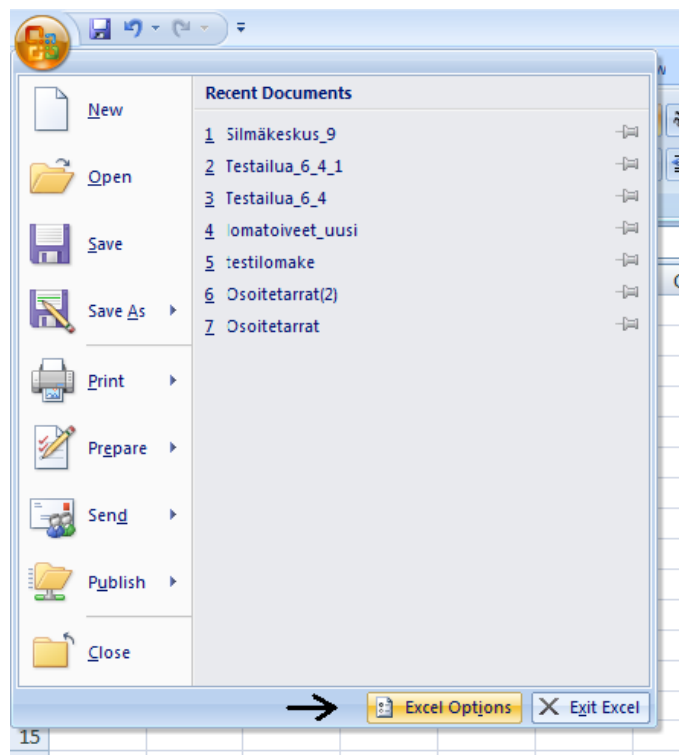 New
Open
Save
Save As
Print
Prepare
Send
Publish
Close
Recent Documents
1 Silmäkeskus_9
2 Testailua_6_4_1
3 Testailua_6_4
4 lomatoiveet_uusi
5 testilomake
6 Osoitetarrat(2)
7 Osoitetarrat
Excel Options
Exit Excel
15